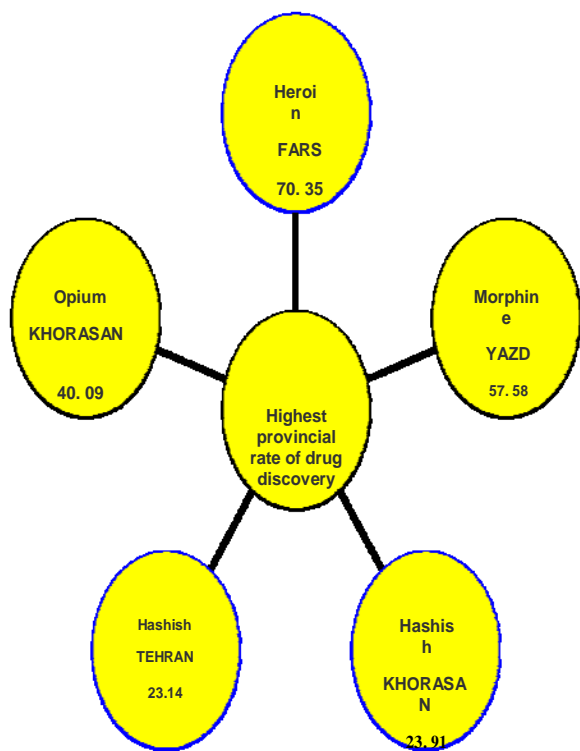 Heroi
n
FARS
70. 35
Opium
KHORASAN
40. 09
Morphin
e
YAZD
57. 58
Highest
provincial
rate of drug
discovery
Hashish
TEHRAN
23.14
Hashis
h
KHORASA
N
23. 91